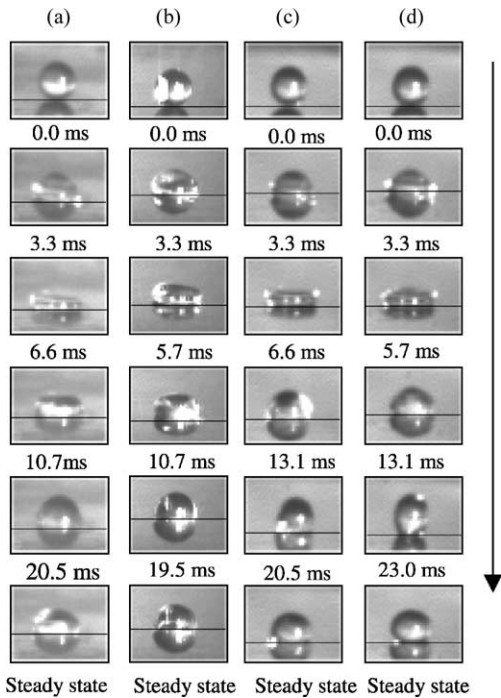 (a) (b) (c) (d)
0.0 ms 0.0 ms 0.0 ms 0.0 ms
3.3 ms 3.3 ms 3.3 ms 3.3 ms
6.6 ms 5.7 ms 6.6 ms 5.7 ms
10.7ms 10.7 ms 13.1 ms 13.1 ms
20.5 ms 19.5 ms 20.5 ms 23.0 ms
Steady state Steady state Steady state Steady state